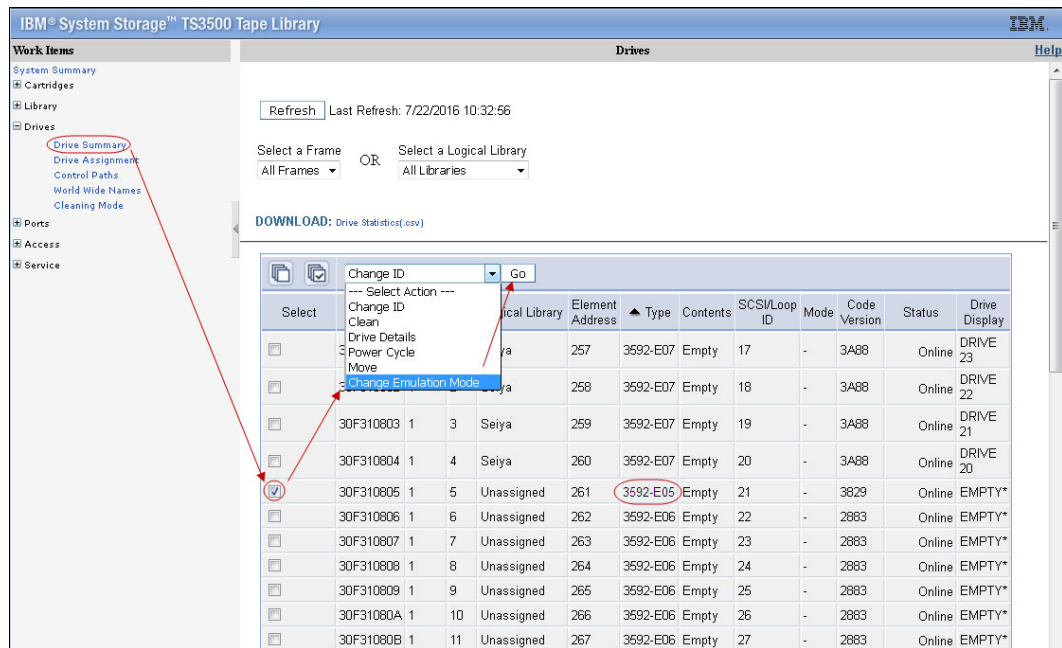 IBM® System Storage™ TS3500 Tape Library
IBM.
Work Items
Drives
Help
System Summary
Cartridges
Library
Drives
Drive Summary
Drive Assignment
Control Paths
World Wide Names
Cleaning Mode
Ports
Access
Service
Refresh Last Refresh: 7/22/2016 10:32:56
Select a Frame OR Select a Logical Library
All Frames All Libraries
DOWNLOAD: Drive Statistics(.csv)
Change ID Go
--- Select Action ---
Change ID
Clean
Drive Details
Power Cycle
Move
Change Emulation Mode
Select Library Element Address Type Contents SCSI/Loop ID Mode Code Version Status Drive Display
257 3592-E07 Empty 17 - 3A88 Online DRIVE 23
258 3592-E07 Empty 18 - 3A88 Online DRIVE 22
30F310803 1 3 Seiya 259 3592-E07 Empty 19 - 3A88 Online DRIVE 21
30F310804 1 4 Seiya 260 3592-E07 Empty 20 - 3A88 Online DRIVE 20
30F310805 1 5 Unassigned 261 3592-E05 Empty 21 - 3829 Online EMPTY*
30F310806 1 6 Unassigned 262 3592-E06 Empty 22 - 2883 Online EMPTY*
30F310807 1 7 Unassigned 263 3592-E06 Empty 23 - 2883 Online EMPTY*
30F310808 1 8 Unassigned 264 3592-E06 Empty 24 - 2883 Online EMPTY*
30F310809 1 9 Unassigned 265 3592-E06 Empty 25 - 2883 Online EMPTY*
30F31080A 1 10 Unassigned 266 3592-E06 Empty 26 - 2883 Online EMPTY*
30F31080B 1 11 Unassigned 267 3592-E06 Empty 27 - 2883 Online EMPTY*